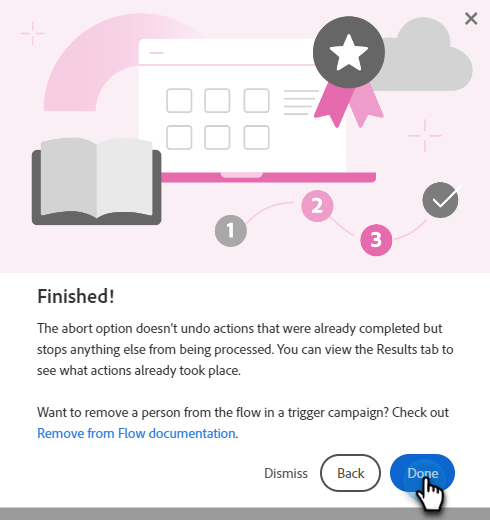 1
2
3
Finished!
The abort option doesn't undo actions that were already completed but
stops anything else from being processed. You can view the Results tab to
see what actions already took place.
Want to remove a person from the flow in a trigger campaign? Check out
Remove from Flow documentation.
Dismiss Back Done